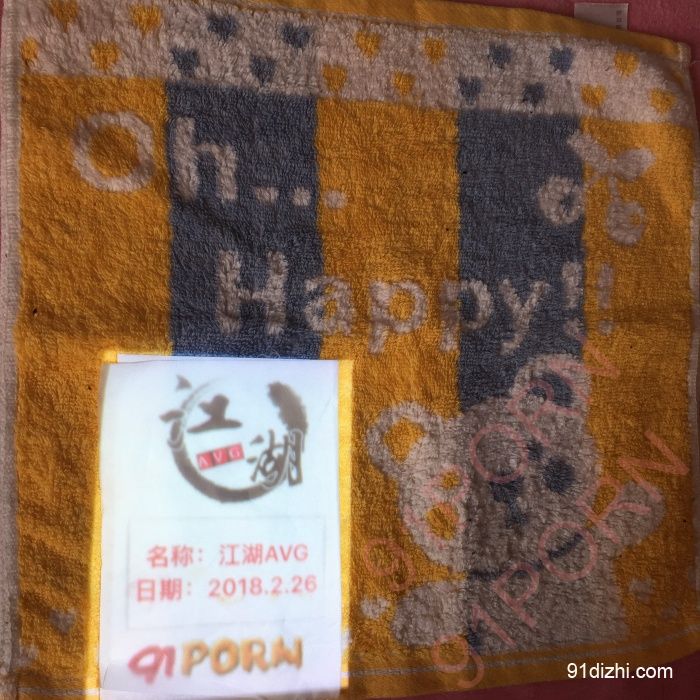 Oh...
Happy!!
江湖
AVG
名称：江湖AVG
日期：2018.2.26
91PORN
91PORN
91PORN
91dizhi.com